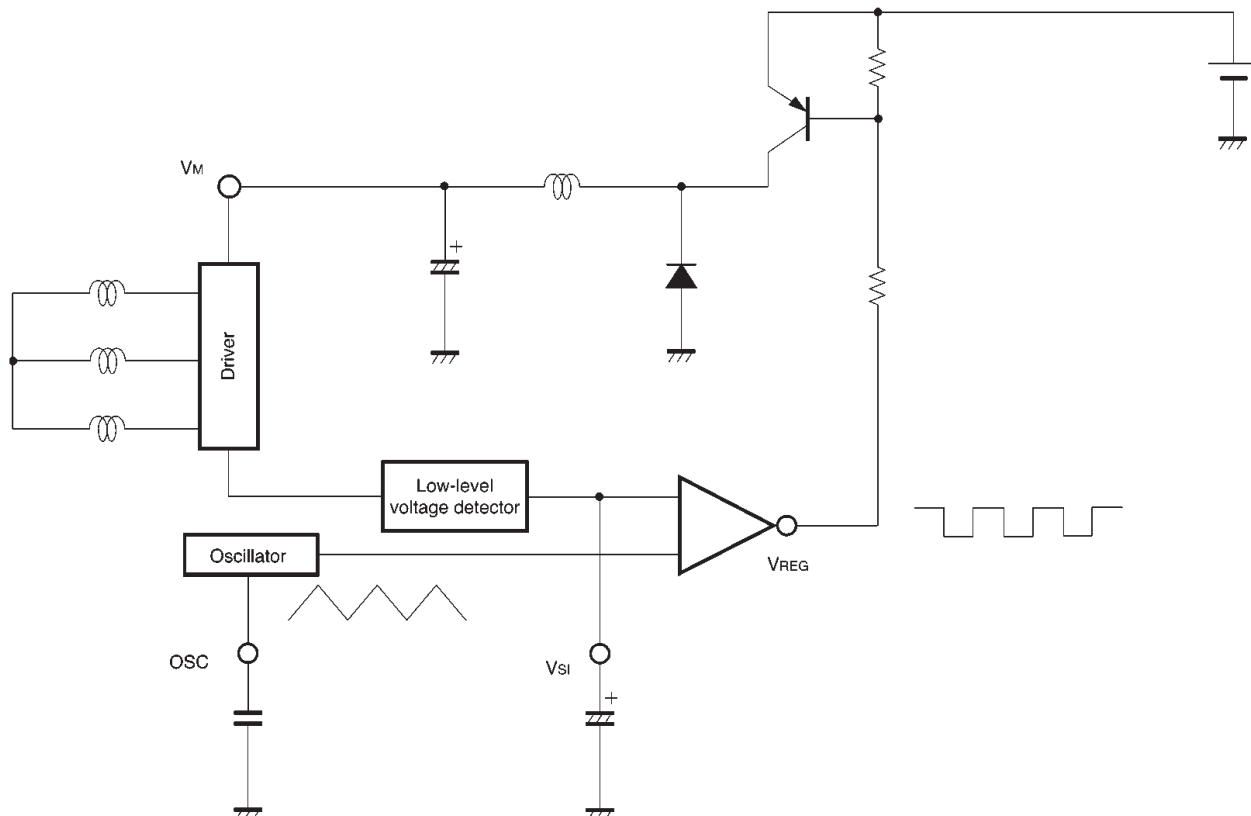 VM
+
Driver
Low-level
voltage detector
Oscillator
VREG
OSC
VSI
+